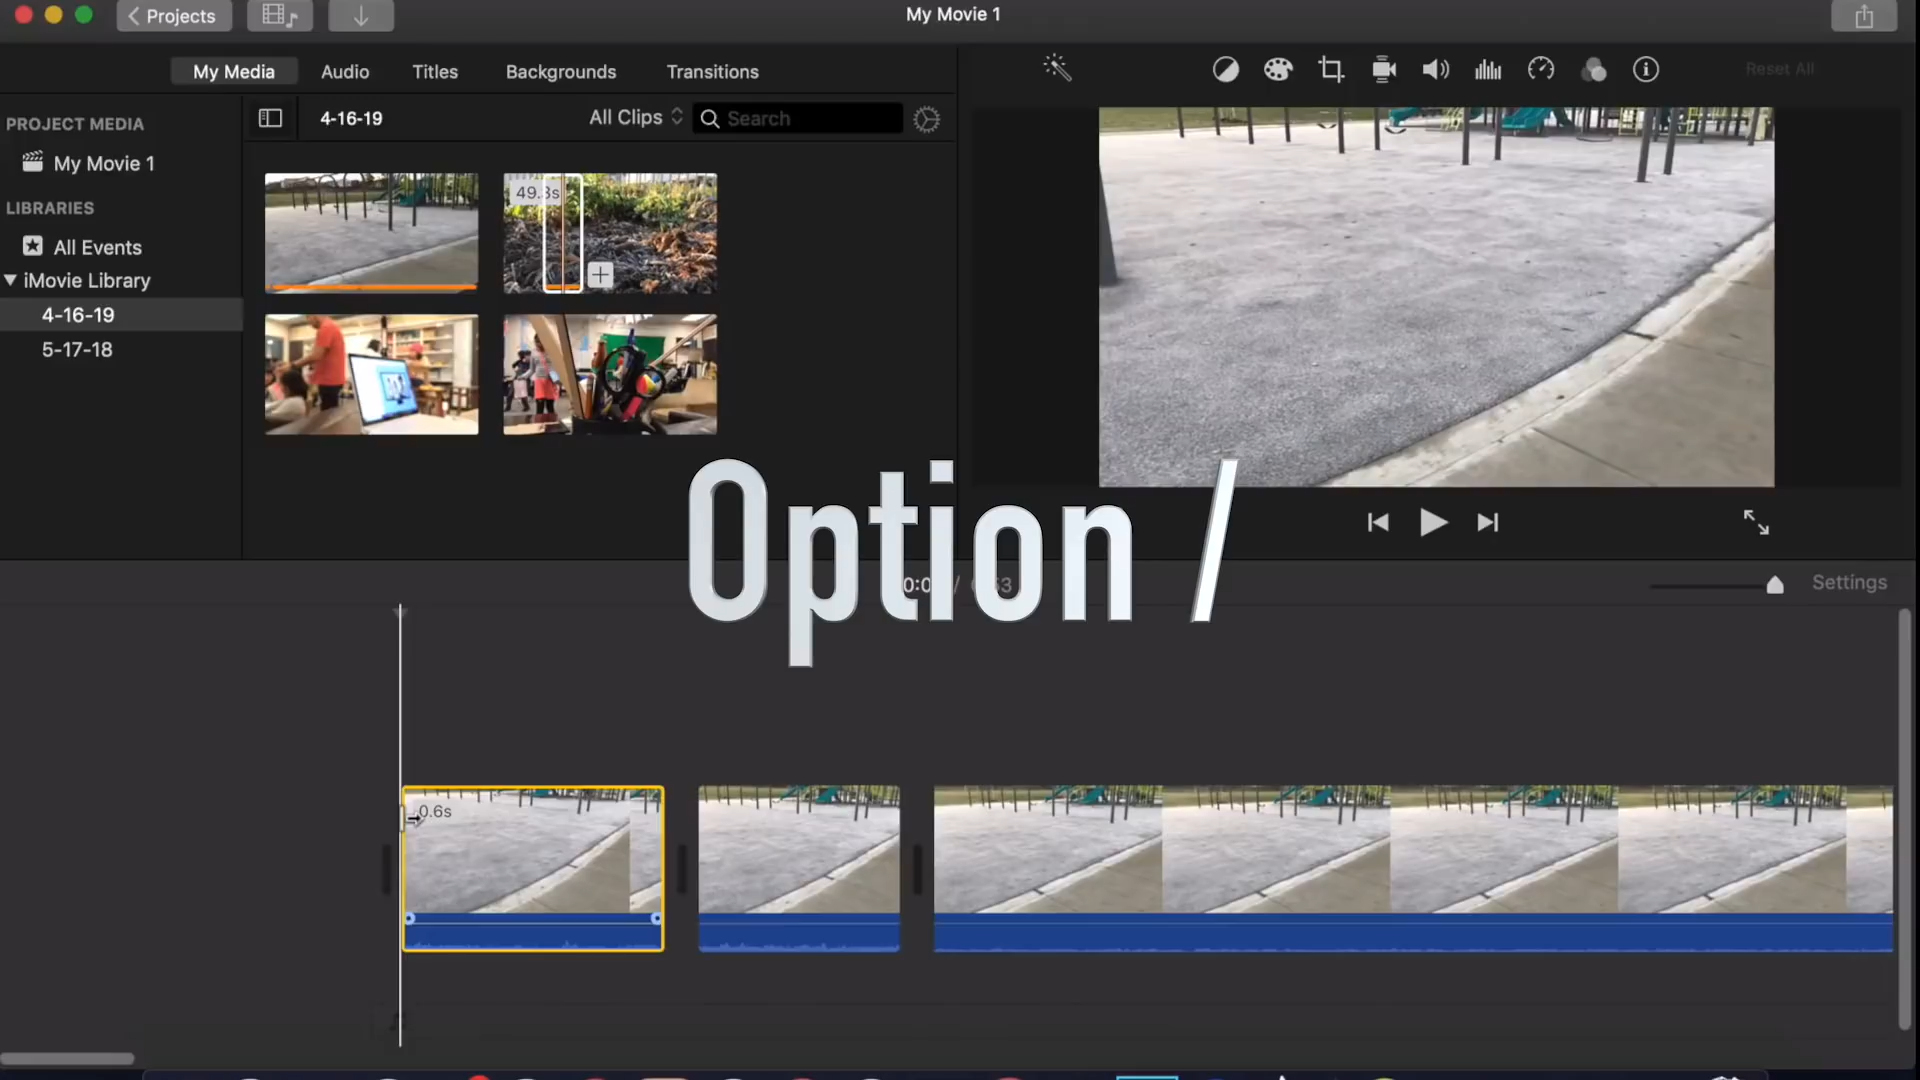 Projects
My Movie 1
My Media
Audio
Titles
Backgrounds
Transitions
Reset All
PROJECT MEDIA
My Movie 1
LIBRARIES
All Events
iMovie Library
4-16-19
5-17-18
4-16-19
All Clips
Search
49.3s
Option /
Settings
0.6s